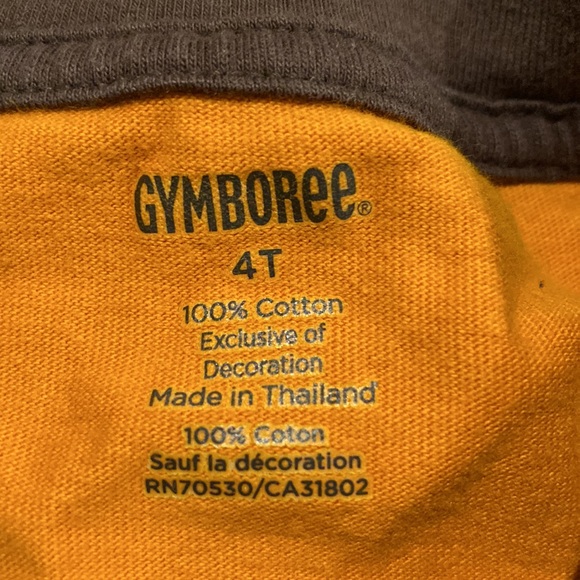 GYMBORee®
4T
100% Cotton
Exclusive of
Decoration
Made in Thailand
100% Coton
Sauf la décoration
RN70530/CA31802